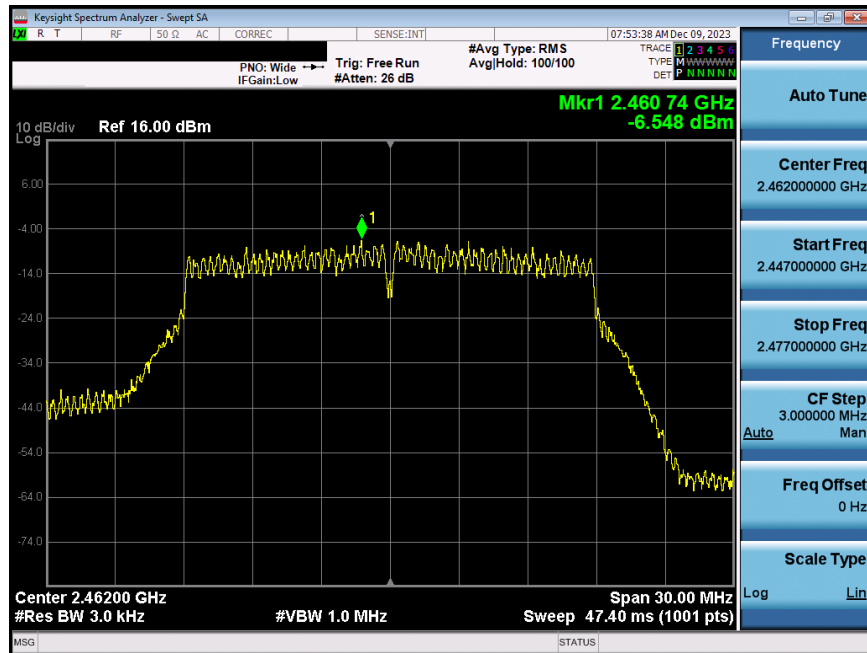 Keysight Spectrum Analyzer - Swept SA
LXI R T RF 50 Ω AC CORREC SENSE:INT 07:53:38 AM Dec 09, 2023
PNO: Wide
IFGain:Low
Trig: Free Run
#Atten: 26 dB
#Avg Type: RMS
Avg|Hold: 100/100
TRACE 1 2 3 4 5 6
TYPE M WWWWW
DET P N N N N N
Mkr1 2.460 74 GHz
-6.548 dBm
10 dB/div Ref 16.00 dBm
Log
1
6.00
-4.00
-14.0
-24.0
-34.0
-44.0
-54.0
-64.0
-74.0
Center 2.46200 GHz Span 30.00 MHz
#Res BW 3.0 kHz #VBW 1.0 MHz Sweep 47.40 ms (1001 pts)
MSG STATUS
Frequency
Auto Tune
Center Freq
2.462000000 GHz
Start Freq
2.447000000 GHz
Stop Freq
2.477000000 GHz
CF Step
3.000000 MHz
Auto Man
Freq Offset
0 Hz
Scale Type
Log Lin